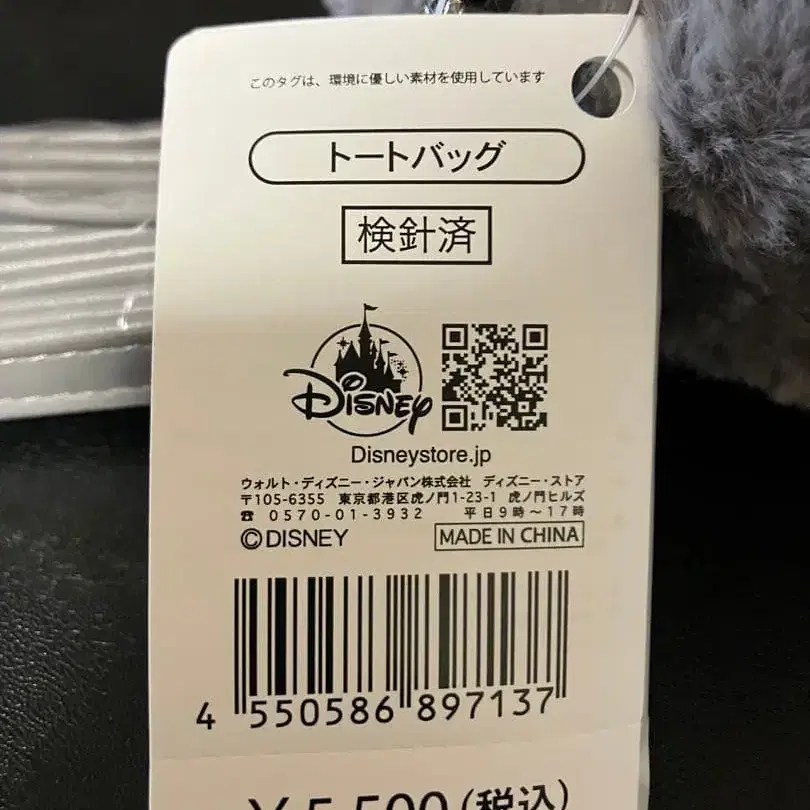 このタグは、環境に優しい素材を使用しています
トートバッグ
検針済
Disney
Disneystore.jp
ウォルト・ディズニー・ジャパン株式会社 ディズニー・ストア
〒105-6355 東京都港区虎ノ門1-23-1 虎ノ門ヒルズ
☎ 0570-01-3932 平日9時～17時
©DISNEY MADE IN CHINA
4 550586 897137
¥5,500(税込)